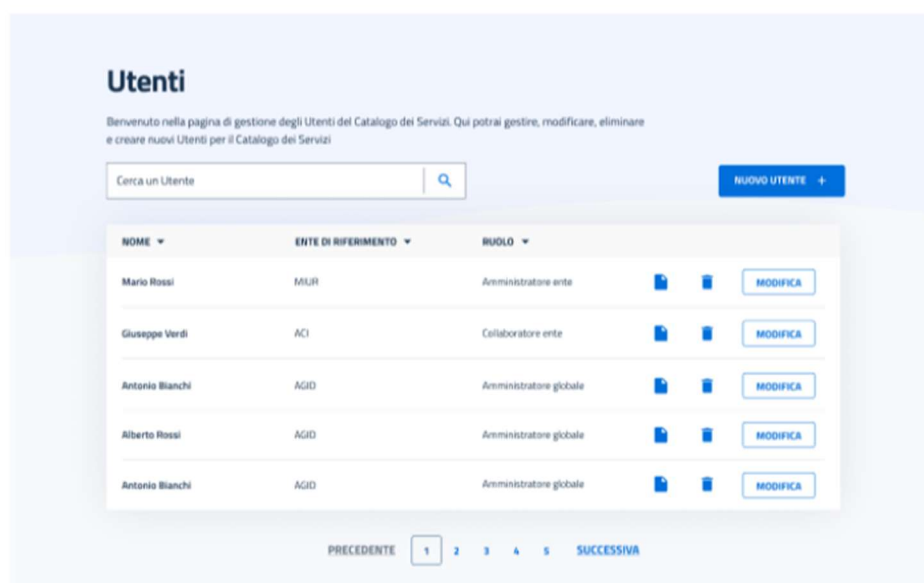 Utenti
Benvenuto nella pagina di gestione degli Utenti del Catalogo dei Servizi. Qui potrai gestire, modificare, eliminare
e creare nuovi Utenti per il Catalogo dei Servizi
Cerca un Utente
NUOVO UTENTE +
NOME ENTE DI RIFERIMENTO RUOLO
Mario Rossi MIUR Amministratore ente MODIFICA
Giuseppe Verdi ACI Collaboratore ente MODIFICA
Antonio Bianchi AGID Amministratore globale MODIFICA
Alberto Rossi AGID Amministratore globale MODIFICA
Antonio Bianchi AGID Amministratore globale MODIFICA
PRECEDENTE 1 2 3 4 5 SUCCESSIVA